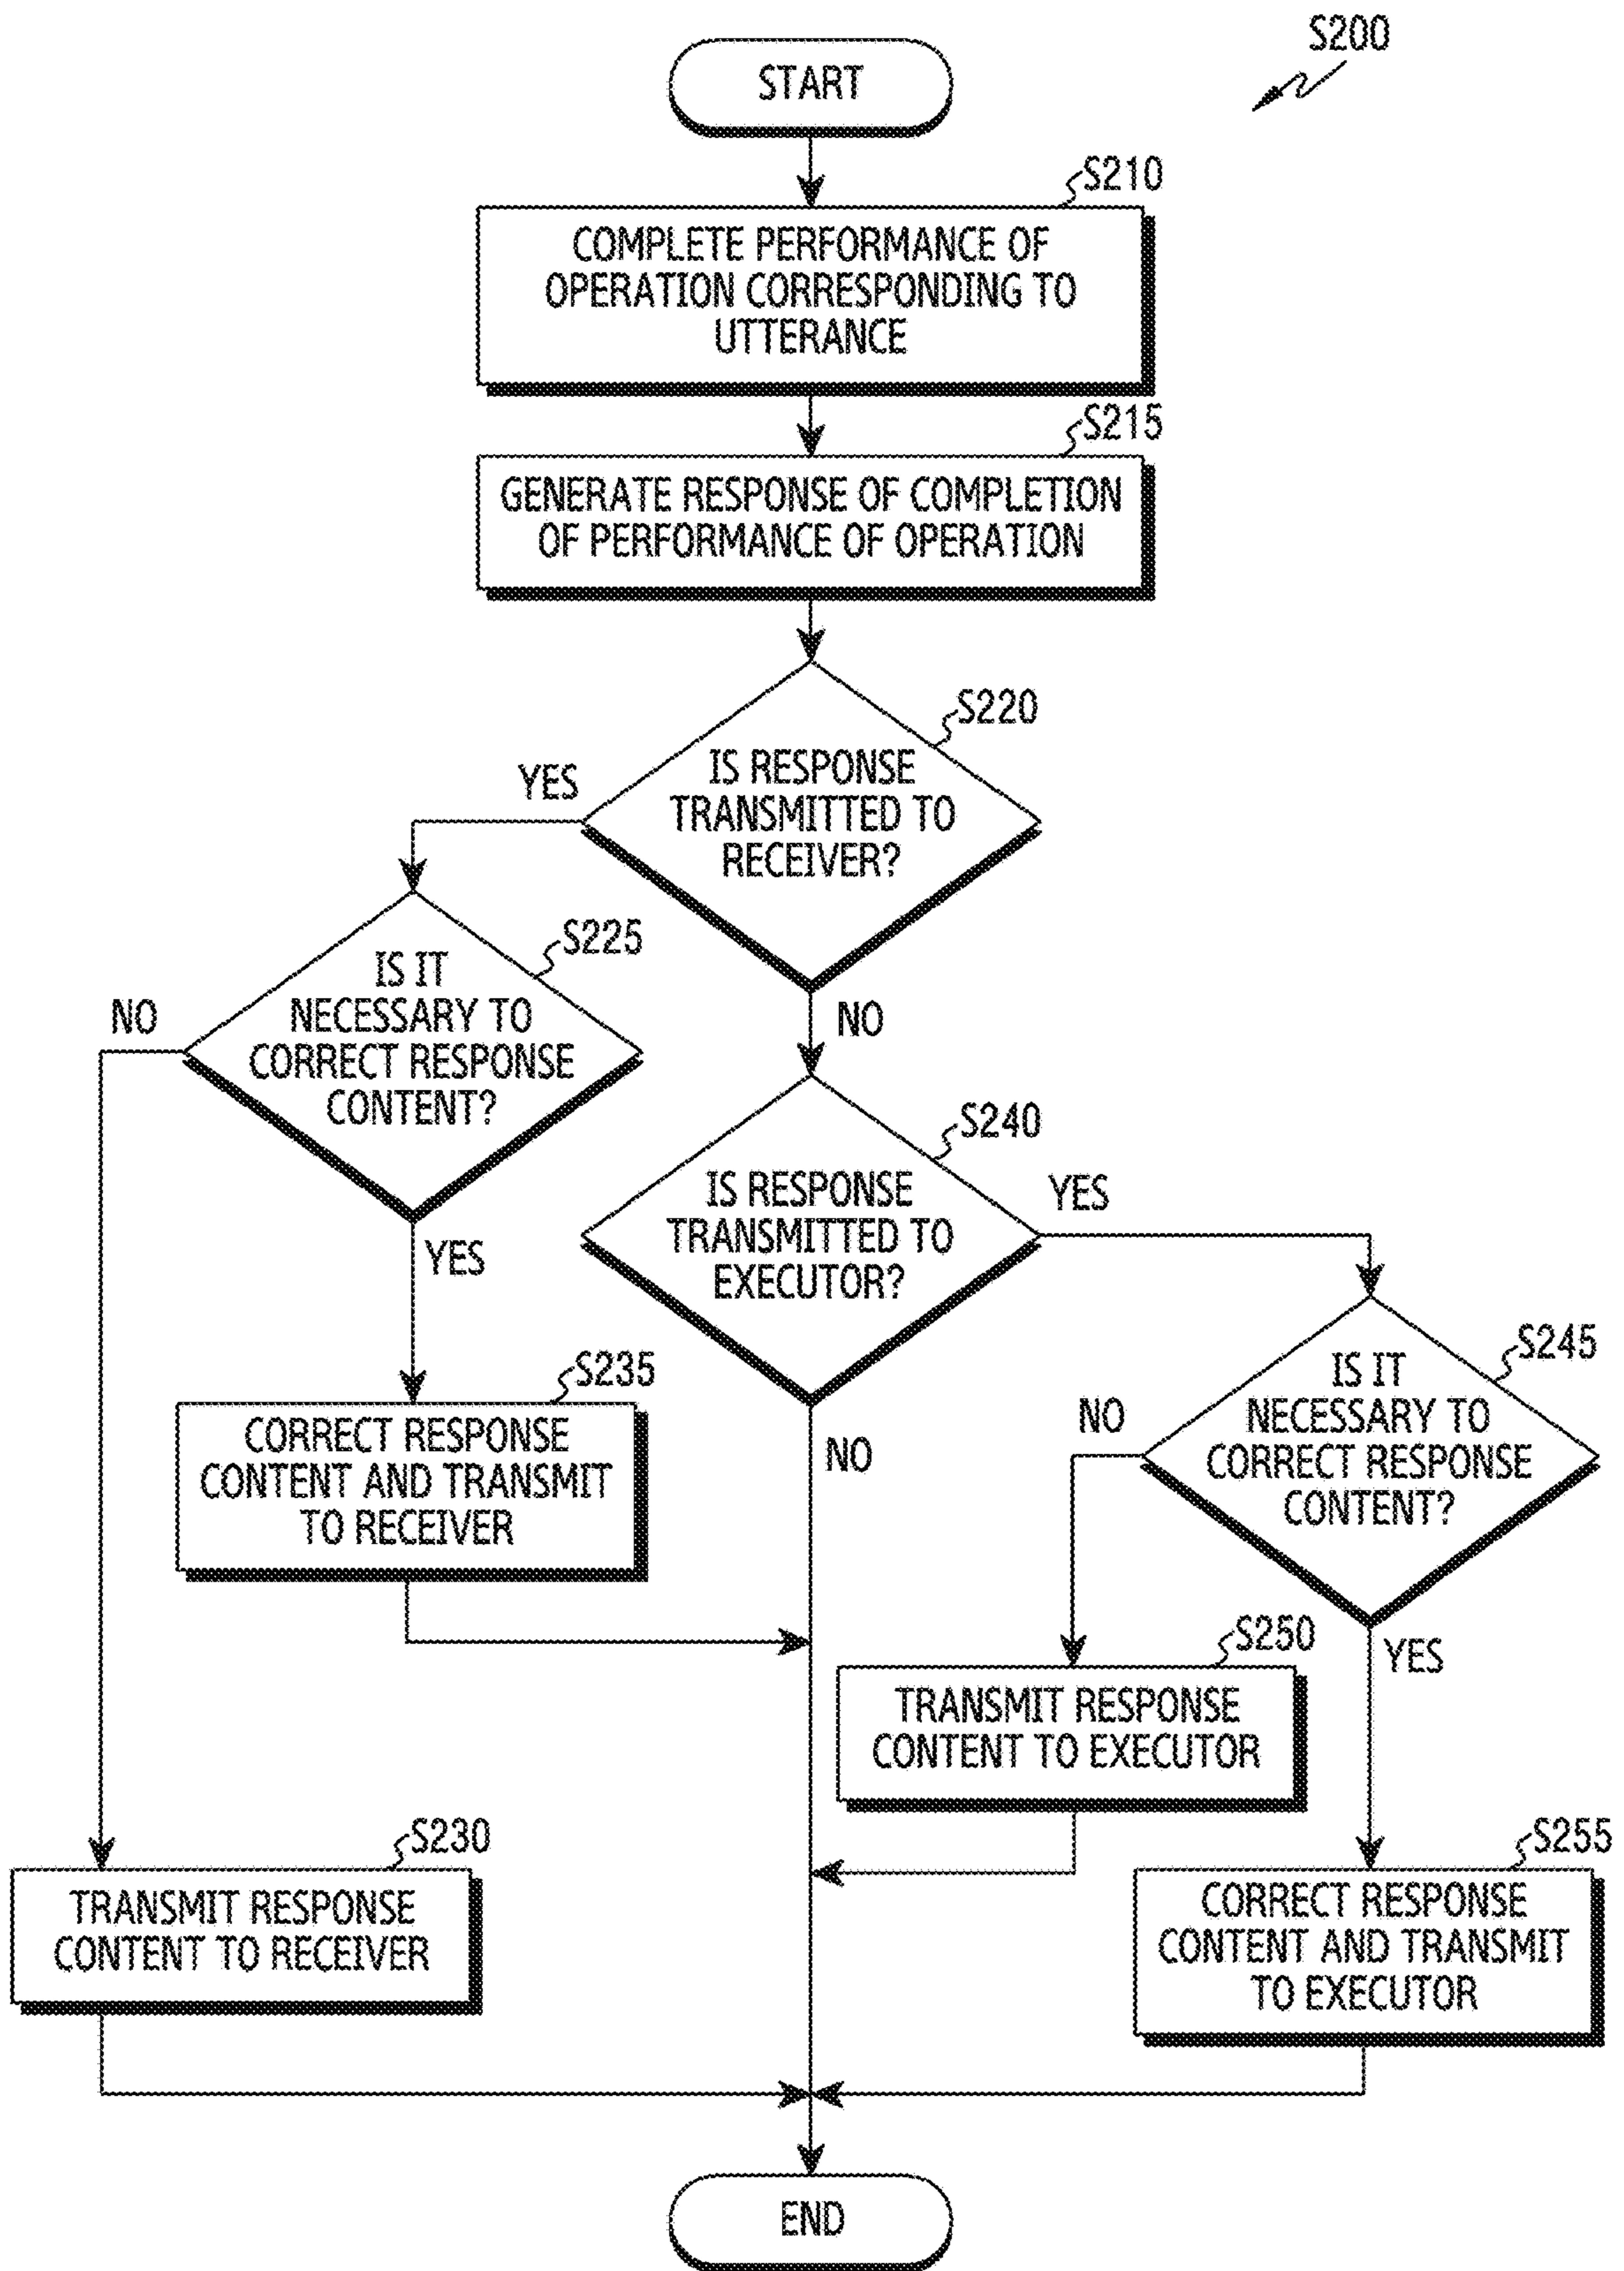 S200
START
S210
COMPLETE PERFORMANCE OF
OPERATION CORRESPONDING TO
UTTERANCE
S215
GENERATE RESPONSE OF COMPLETION
OF PERFORMANCE OF OPERATION
S220
IS RESPONSE
TRANSMITTED TO
RECEIVER?
YES
NO
S225
IS IT
NECESSARY TO
CORRECT RESPONSE
CONTENT?
NO
YES
S240
IS RESPONSE
TRANSMITTED TO
EXECUTOR?
YES
NO
S235
CORRECT RESPONSE
CONTENT AND TRANSMIT
TO RECEIVER
S245
IS IT
NECESSARY TO
CORRECT RESPONSE
CONTENT?
NO
YES
S250
TRANSMIT RESPONSE
CONTENT TO EXECUTOR
S230
TRANSMIT RESPONSE
CONTENT TO RECEIVER
S255
CORRECT RESPONSE
CONTENT AND TRANSMIT
TO EXECUTOR
END